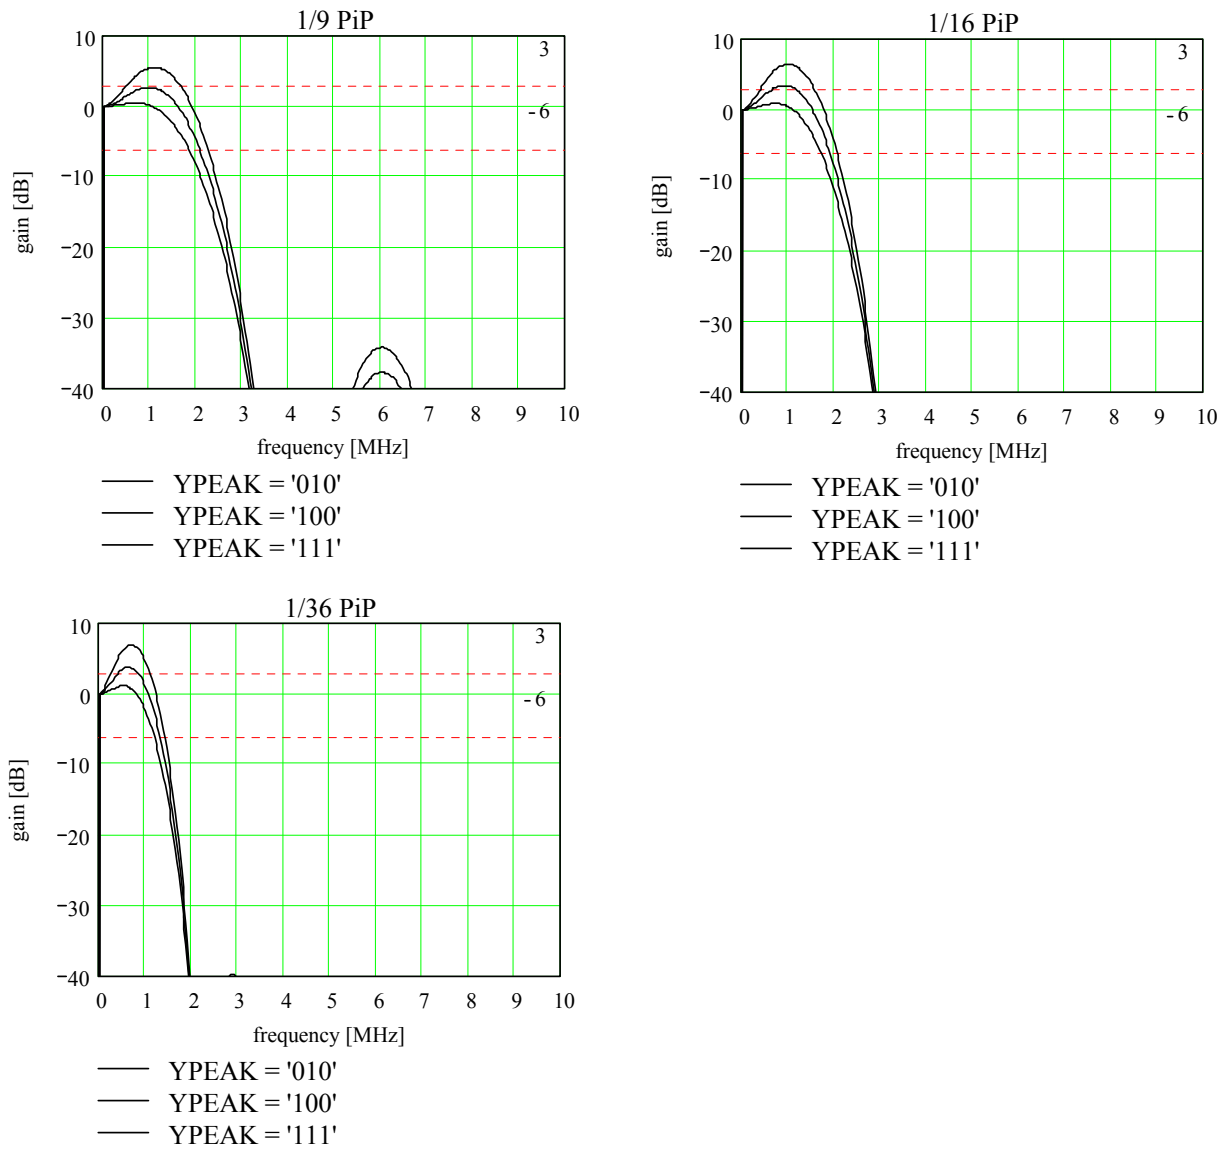 1/9 PiP
10
0
−10
−20
−30
−40
gain [dB]
3
-6
0 1 2 3 4 5 6 7 8 9 10
frequency [MHz]
YPEAK = '010'
YPEAK = '100'
YPEAK = '111'
1/16 PiP
10
0
−10
−20
−30
−40
gain [dB]
3
-6
0 1 2 3 4 5 6 7 8 9 10
frequency [MHz]
YPEAK = '010'
YPEAK = '100'
YPEAK = '111'
1/36 PiP
10
0
−10
−20
−30
−40
gain [dB]
3
-6
0 1 2 3 4 5 6 7 8 9 10
frequency [MHz]
YPEAK = '010'
YPEAK = '100'
YPEAK = '111'